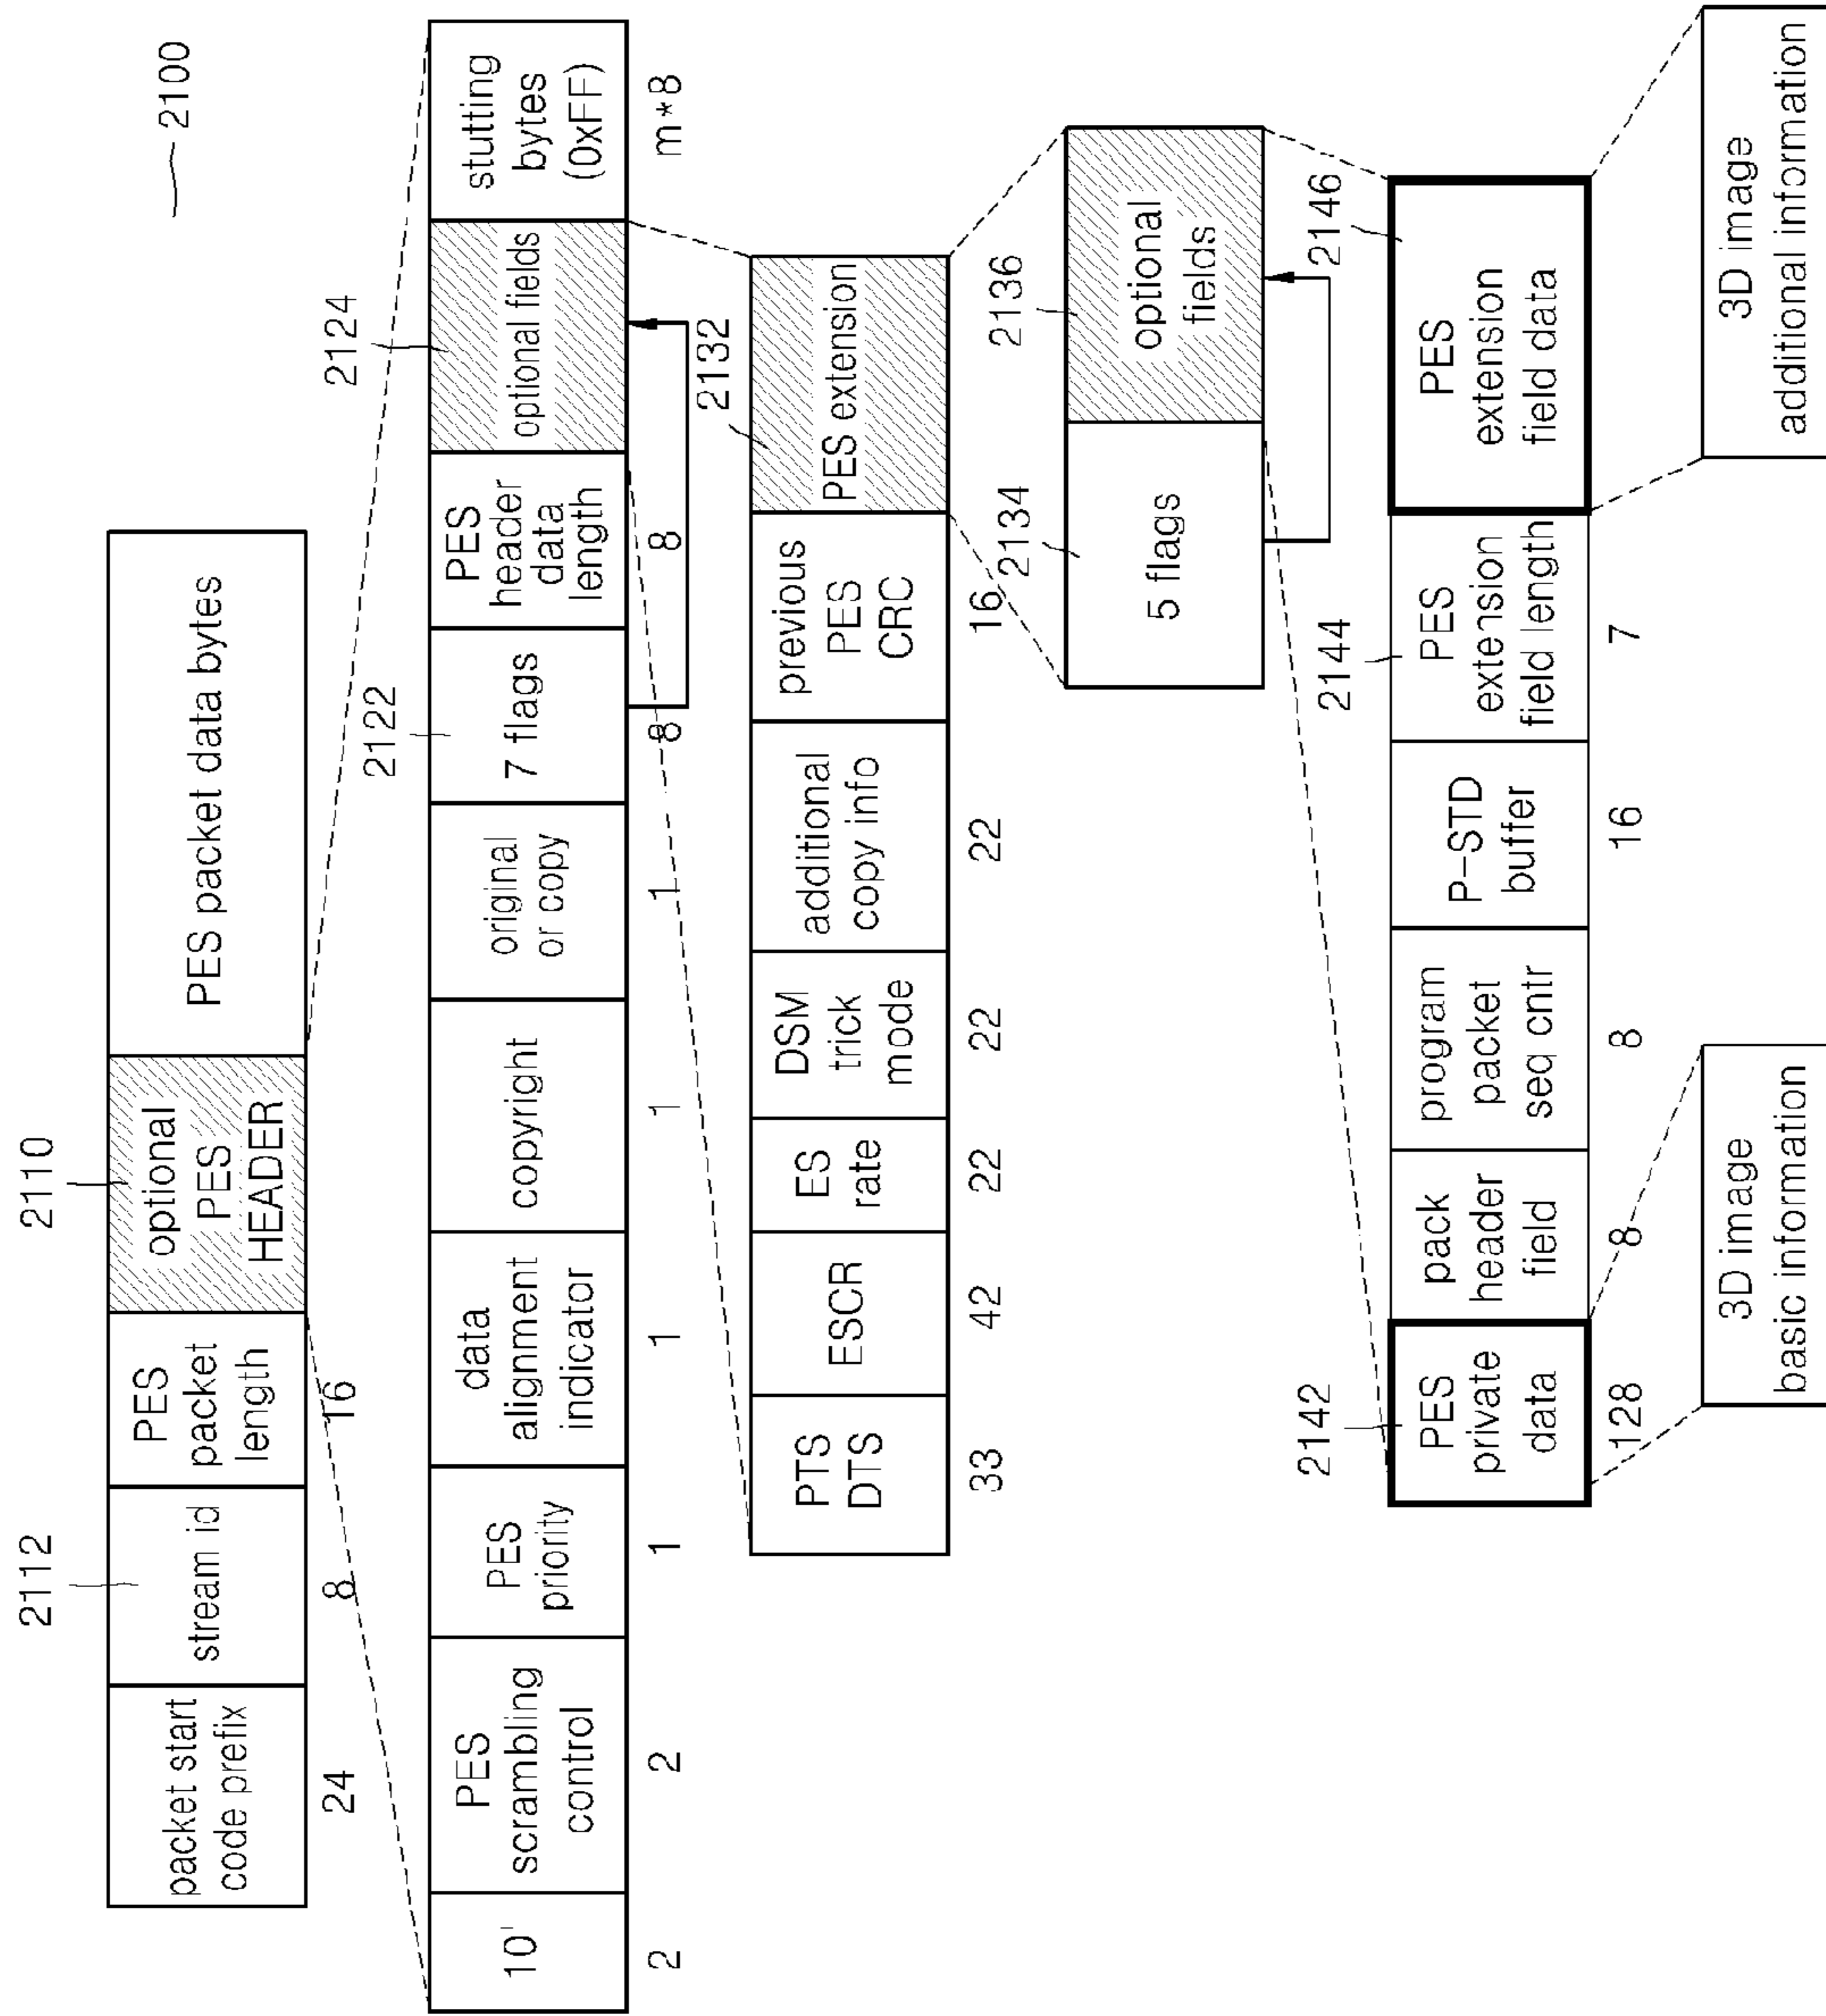 2100
2110
2112
packet start
code prefix
stream id
PES
packet
length
optional
PES
HEADER
PES packet data bytes
24
8
16
2122
2124
10'
PES
scrambling
control
PES
priority
data
alignment
indicator
copyright
original
or copy
7 flags
PES
header
data
length
optional fields
stutting
bytes
(0xFF)
2
2
1
1
1
1
8
8
m*8
2132
PTS
DTS
ESCR
ES
rate
DSM
trick
mode
additional
copy info
previous
PES
CRC
PES extension
33
42
22
22
22
16
2134
2136
5 flags
optional
fields
2142
2144
2146
PES
private
data
pack
header
field
program
packet
seq cntr
P-STD
buffer
PES
extension
field length
PES
extension
field data
128
8
8
16
7
3D image
basic information
3D image
additional information